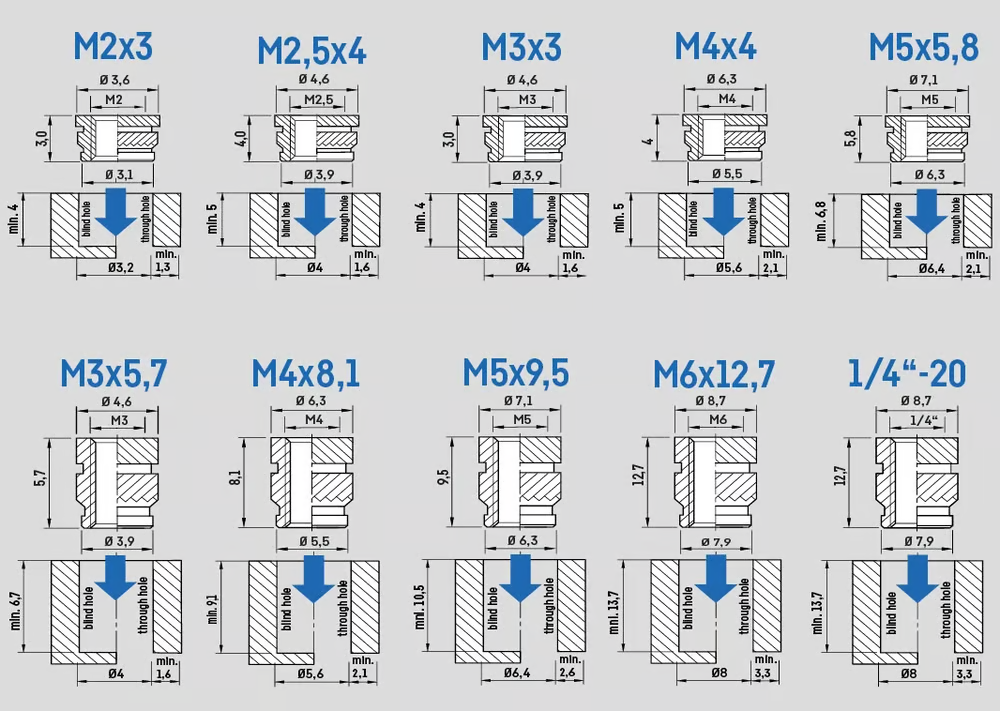 M2x3
Ø 3,6
M2
3,0
Ø 3,1
min. 4
blind hole
through hole
Ø3,2
min.
1,3
M2,5x4
Ø 4,6
M2,5
4,0
Ø 3,9
min. 5
blind hole
through hole
Ø4
min.
1,6
M3x3
Ø 4,6
M3
3,0
Ø 3,9
min. 4
blind hole
through hole
Ø4
min.
1,6
M4x4
Ø 6,3
M4
4
Ø 5,5
min. 5
blind hole
through hole
Ø5,6
min.
2,1
M5x5,8
Ø 7,1
M5
5,8
Ø 6,3
min. 6,8
blind hole
through hole
Ø6,4
min.
2,1
M3x5,7
Ø 4,6
M3
5,7
Ø 3,9
min. 6,7
blind hole
through hole
Ø4
min.
1,6
M4x8,1
Ø 6,3
M4
8,1
Ø 5,5
min. 9,1
blind hole
through hole
Ø5,6
min.
2,1
M5x9,5
Ø 7,1
M5
9,5
Ø 6,3
mnl. 10,5
blind hole
through hole
Ø6,4
min.
2,6
M6x12,7
Ø 8,7
M6
12,7
Ø 7,9
mnl. 13,7
blind hole
through hole
Ø8
min.
3,3
1/4“-20
Ø 8,7
1/4“
12,7
Ø 7,9
min. 13,7
blind hole
through hole
Ø8
min.
3,3